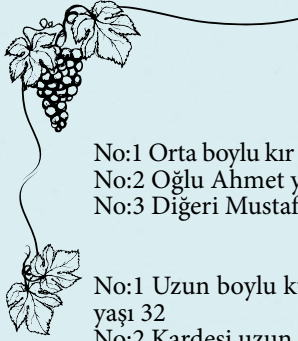 No:1 Orta boylu kır
No:2 Oğlu Ahmet y
No:3 Diğeri Mustaf
No:1 Uzun boylu k
yaşı 32
No:2 Kardeşi uzun